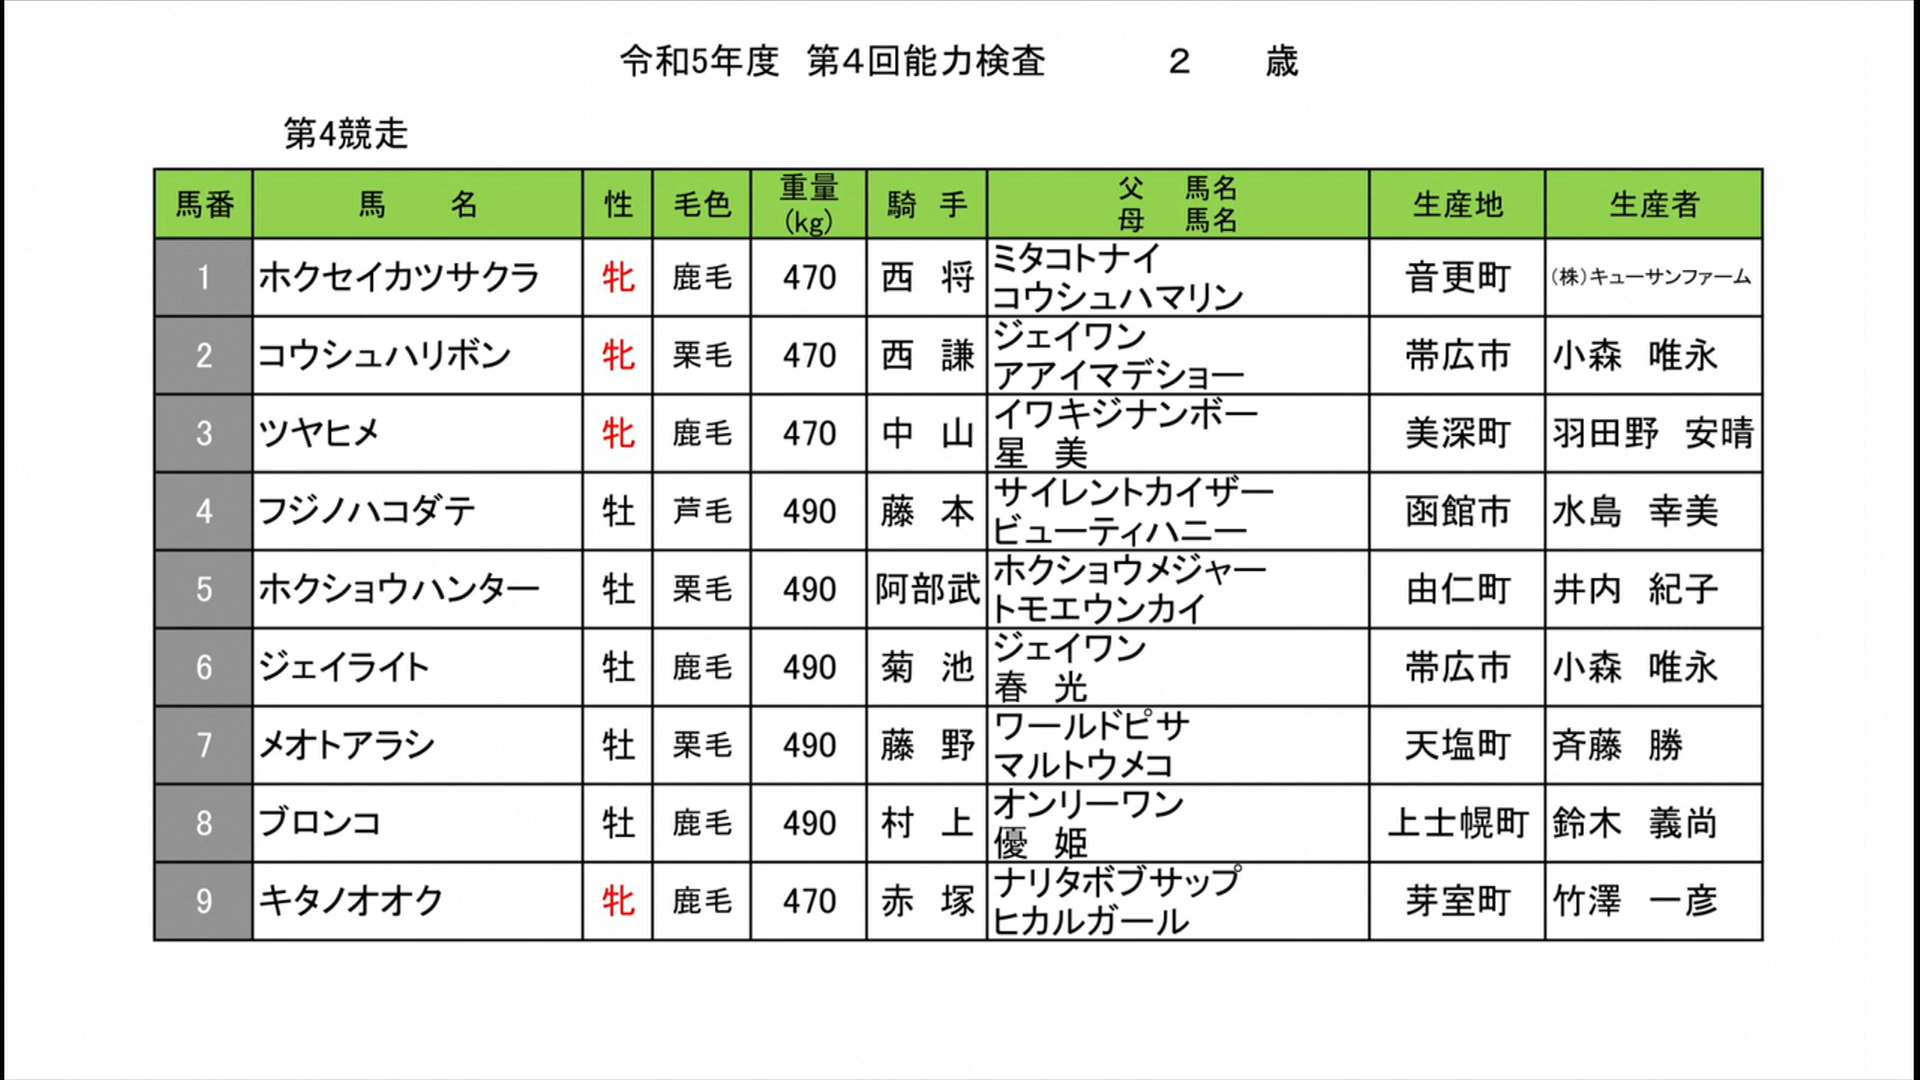 令和5年度　第4回能力検査　　２　　歳
第4競走
馬番　馬　名　性　毛色　重量(kg)　騎　手　父　馬名　母　馬名　生産地　生産者
1　ホクセイカツサクラ　牝　鹿毛　470　西　将　ミタコトナイ　コウシュハマリン　音更町　(株)キューサンファーム
2　コウシュハリボン　牝　栗毛　470　西　謙　ジェイワン　アアイマデショー　帯広市　小森　唯永
3　ツヤヒメ　牝　鹿毛　470　中　山　イワキジナンボー　星　美　美深町　羽田野　安晴
4　フジノハコダテ　牡　芦毛　490　藤　本　サイレントカイザー　ビューティハニー　函館市　水島　幸美
5　ホクショウハンター　牡　栗毛　490　阿部武　ホクショウメジャー　トモエウンカイ　由仁町　井内　紀子
6　ジェイライト　牡　鹿毛　490　菊　池　ジェイワン　春　光　帯広市　小森　唯永
7　メオトアラシ　牡　栗毛　490　藤　野　ワールドピサ　マルトウメコ　天塩町　斉藤　勝
8　ブロンコ　牡　鹿毛　490　村　上　オンリーワン　優　姫　上士幌町　鈴木　義尚
9　キタノオオク　牝　鹿毛　470　赤　塚　ナリタボブサップ　ヒカルガール　芽室町　竹澤　一彦